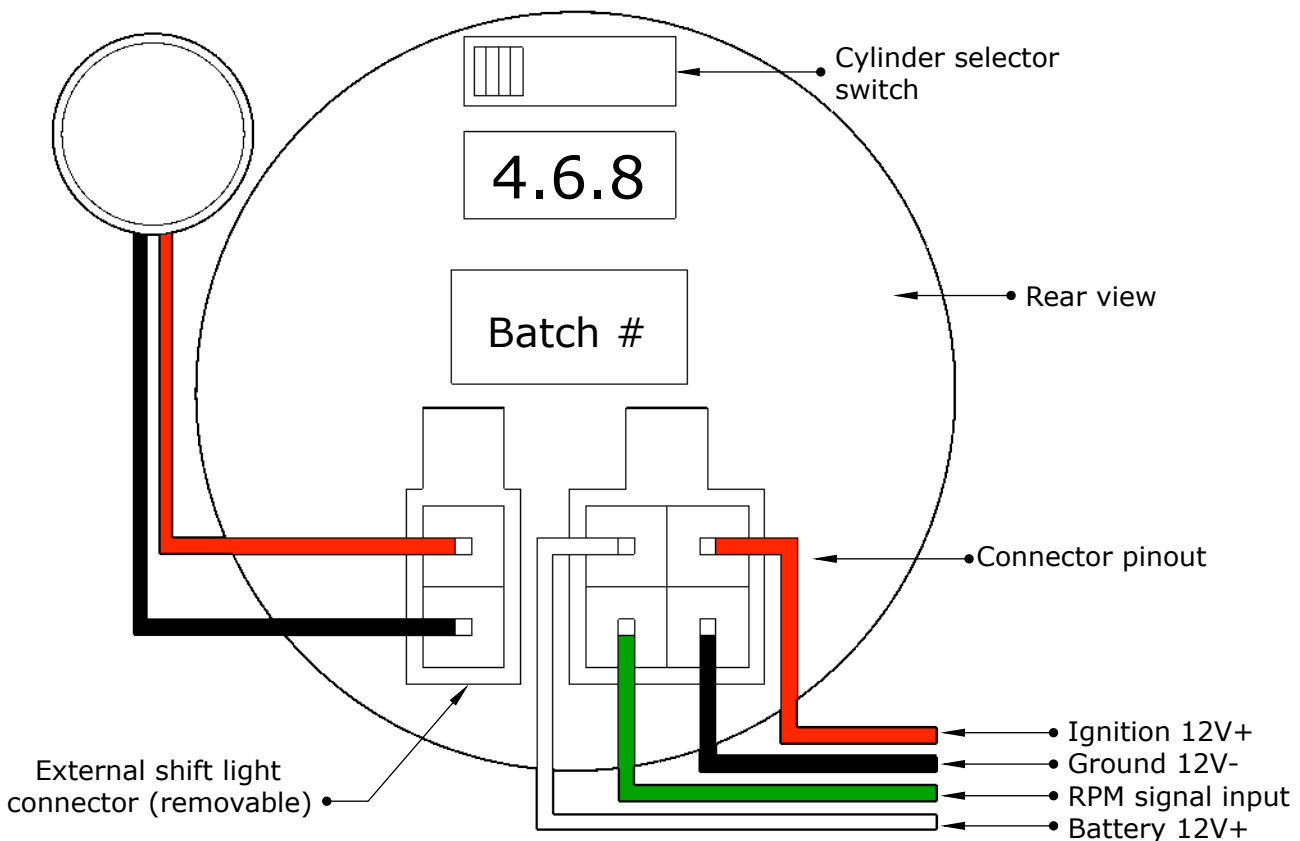 Cylinder selector
switch
4.6.8
Rear view
Batch #
Connector pinout
Ignition 12V+
Ground 12V-
RPM signal input
Battery 12V+
External shift light
connector (removable)